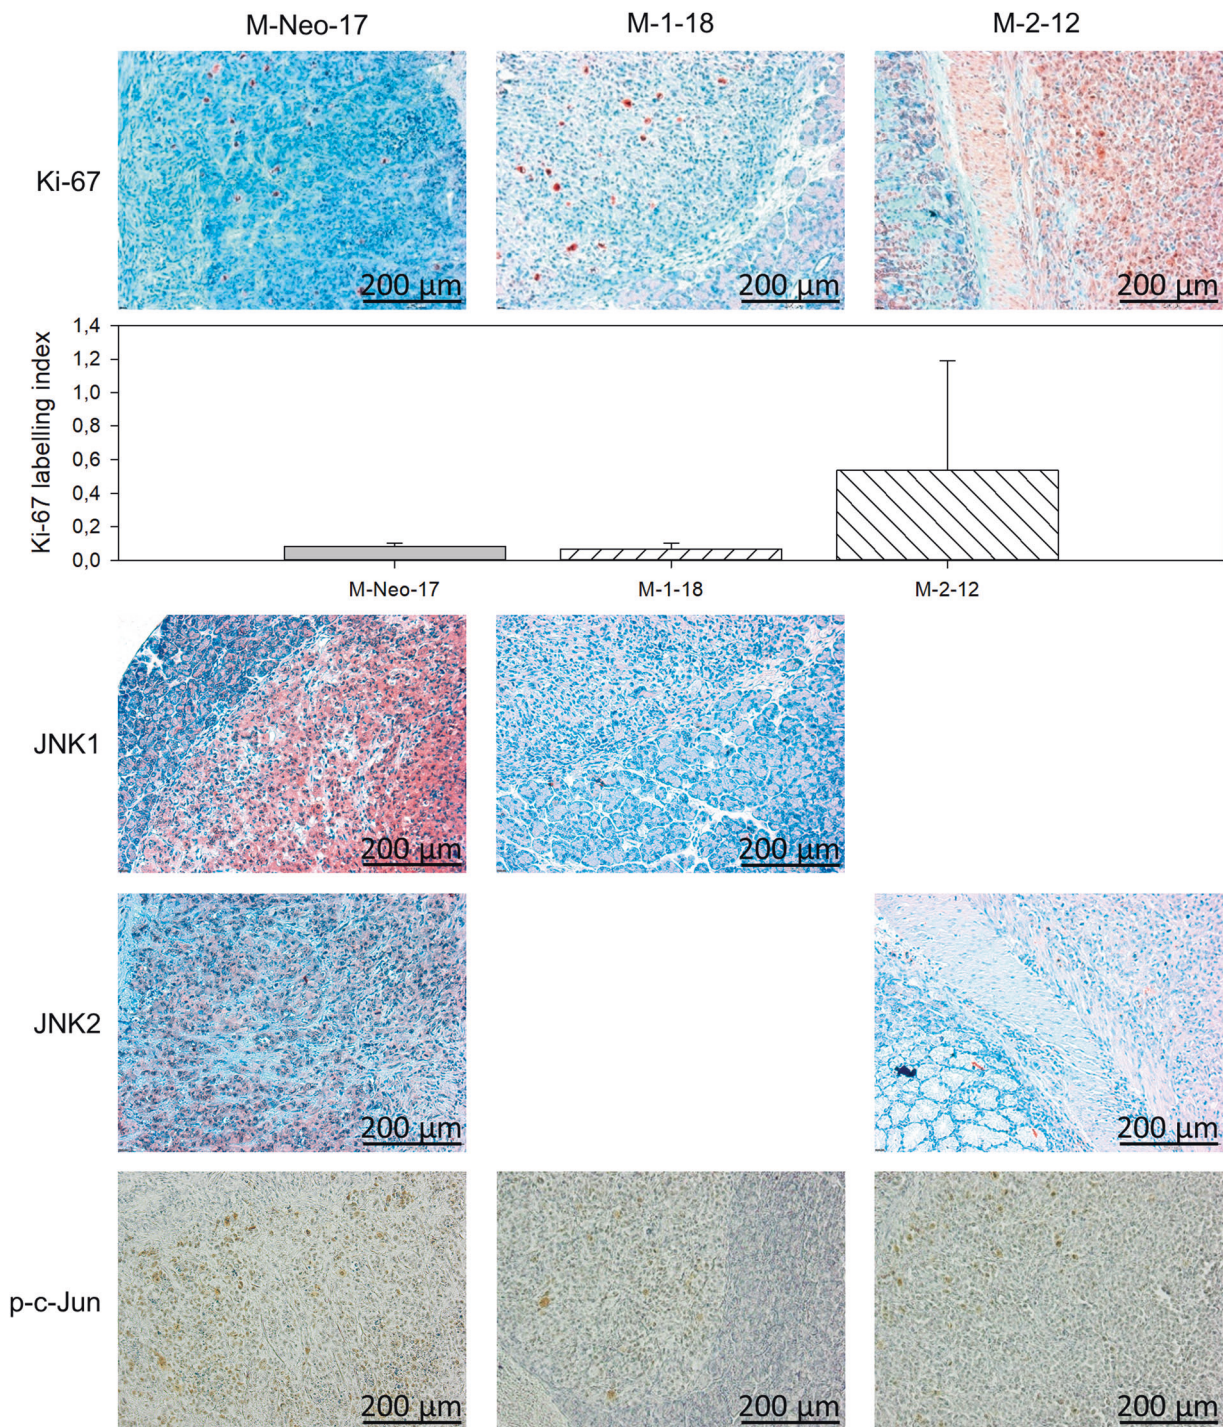 M-Neo-17 M-1-18 M-2-12
Ki-67
200 µm 200 µm 200 µm
Ki-67 labelling index
1,4
1,2
1,0
0,8
0,6
0,4
0,2
0,0
M-Neo-17 M-1-18 M-2-12
JNK1
200 µm 200 µm
JNK2
200 µm 200 µm
p-c-Jun
200 µm 200 µm 200 µm